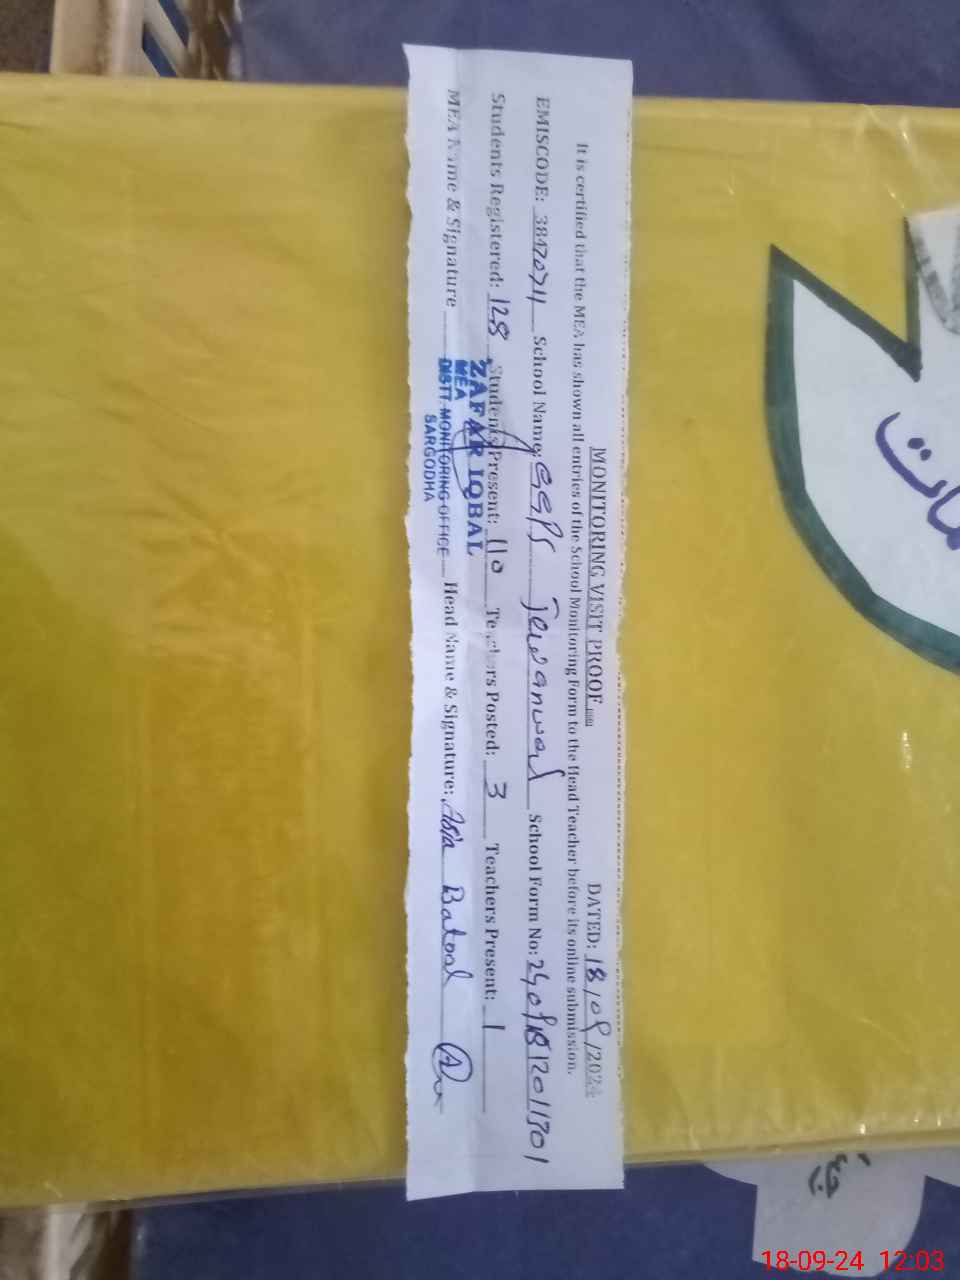 MONITORING VISIT PROOF DATED: 18/09/2024
It is certified that the MEA has shown all entries of the School Monitoring Form to the Head Teacher before its online submission.
EMISCODE: School Name: GGPS School Form No:
Students Registered: 128 Students Present: 110 Teachers Posted: 3 Teachers Present: 1
MEA Name & Signature Head Name & Signature: Asia Batool
ZAFAR IQBAL
MEA
DISTT MONITORING OFFICE
SARGODHA
18-09-24 12:03